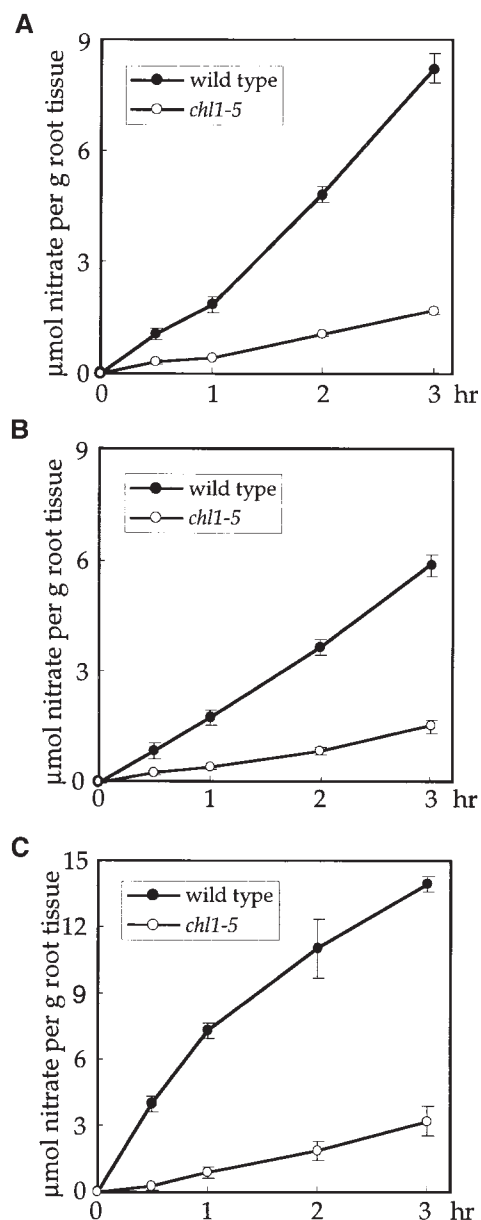 A
9
wild type
chl1-5
6
3
0
0
1
2
3 hr
μmol nitrate per g root tissue
B
9
wild type
chl1-5
6
3
0
0
1
2
3 hr
μmol nitrate per g root tissue
C
15
wild type
chl1-5
12
9
6
3
0
0
1
2
3 hr
μmol nitrate per g root tissue